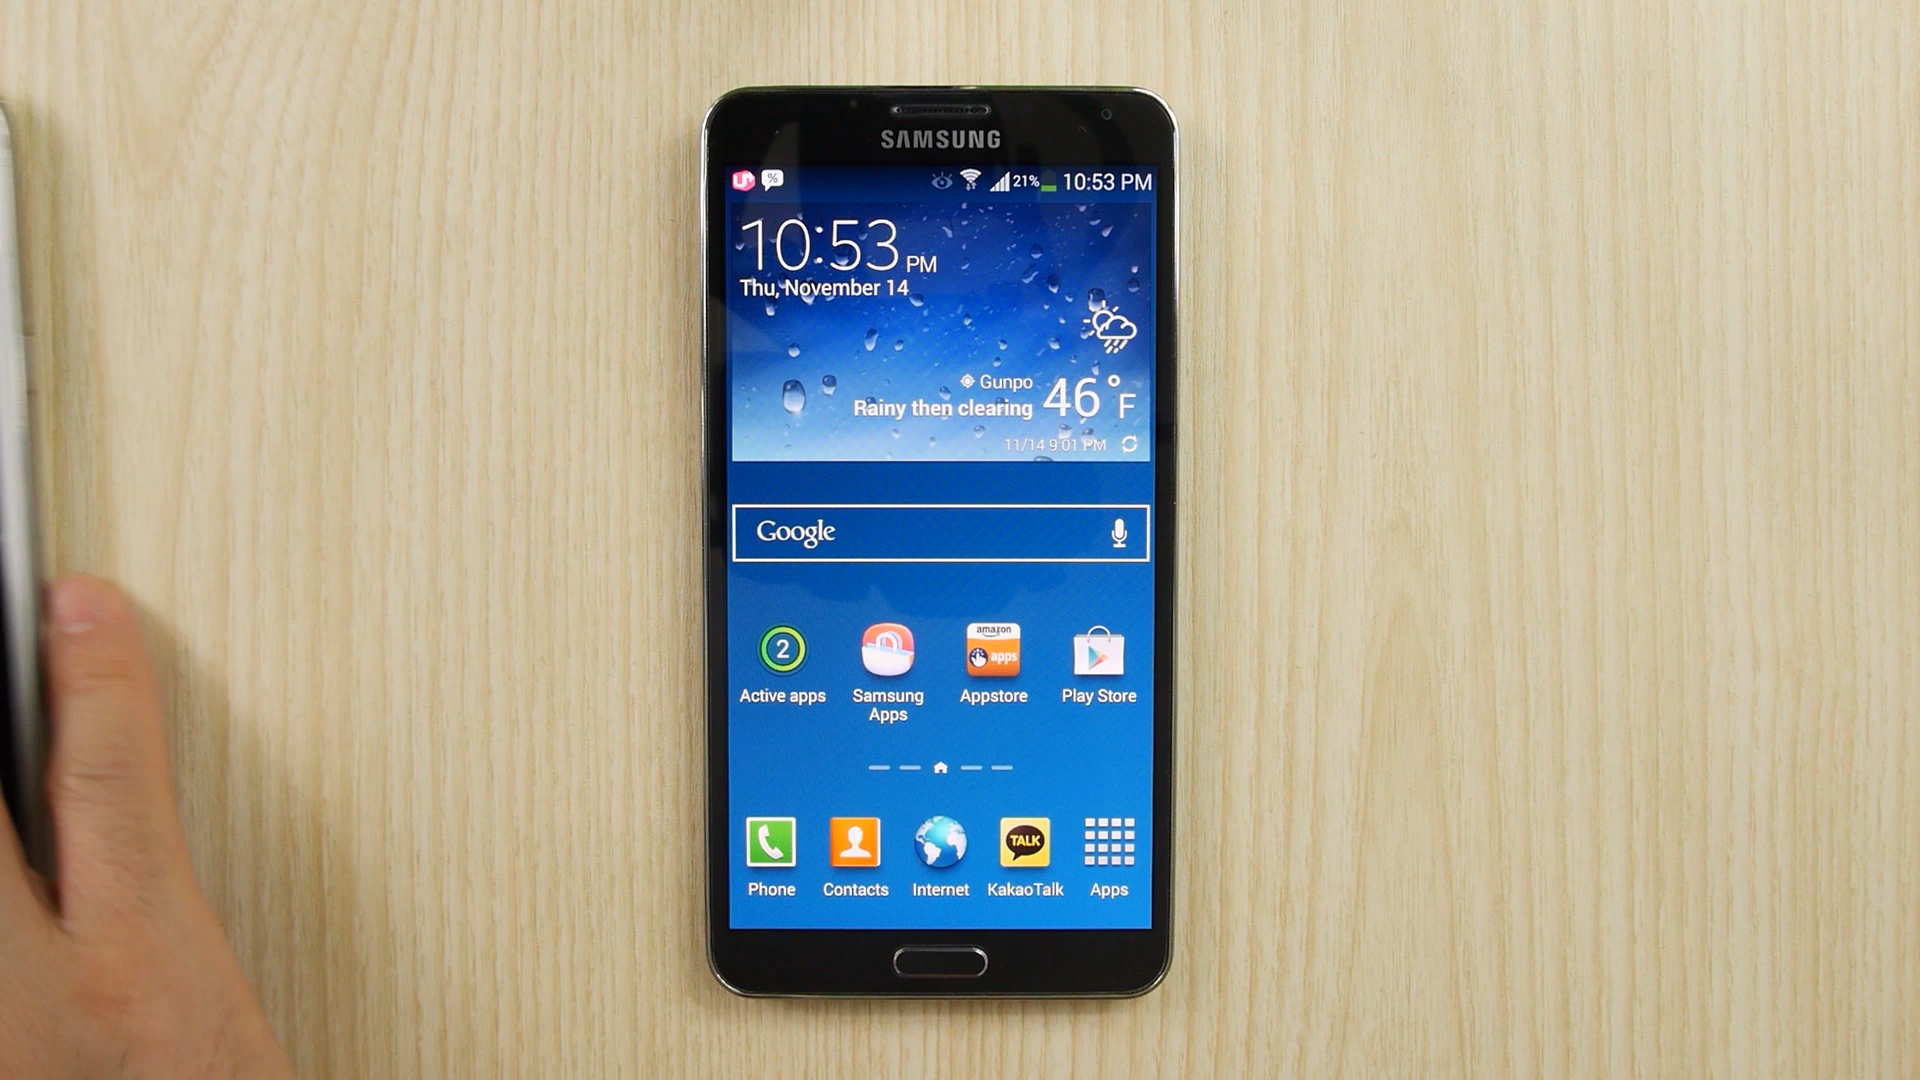 SAMSUNG
U+ % 21% 10:53 PM
10:53 PM
Thu, November 14
Gunpo
Rainy then clearing 46°F
11/14 9:01 PM
Google
2
amazon
apps
Active apps
Samsung
Apps
Appstore
Play Store
TALK
Phone
Contacts
Internet
KakaoTalk
Apps